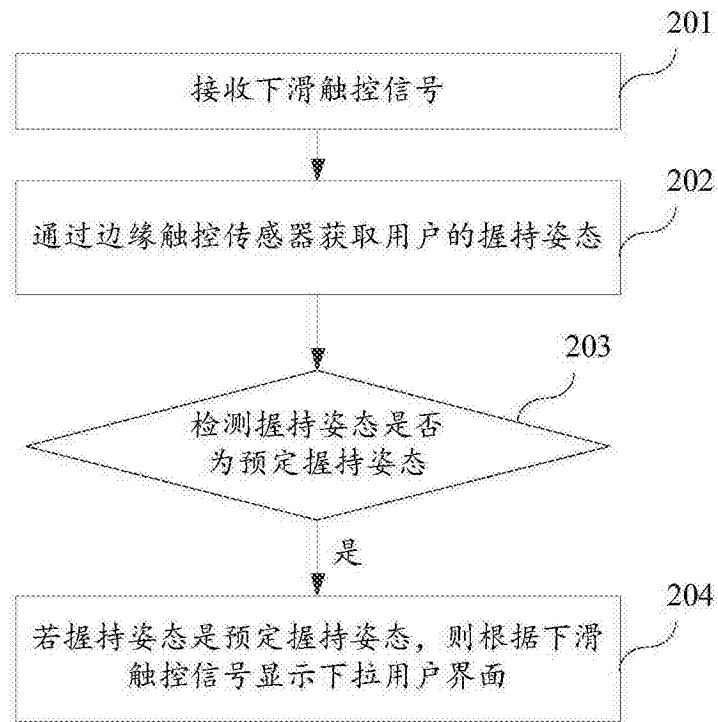 201
接收下滑触控信号
202
通过边缘触控传感器获取用户的握持姿态
203
检测握持姿态是否
为预定握持姿态
是
204
若握持姿态是预定握持姿态，则根据下滑
触控信号显示下拉用户界面